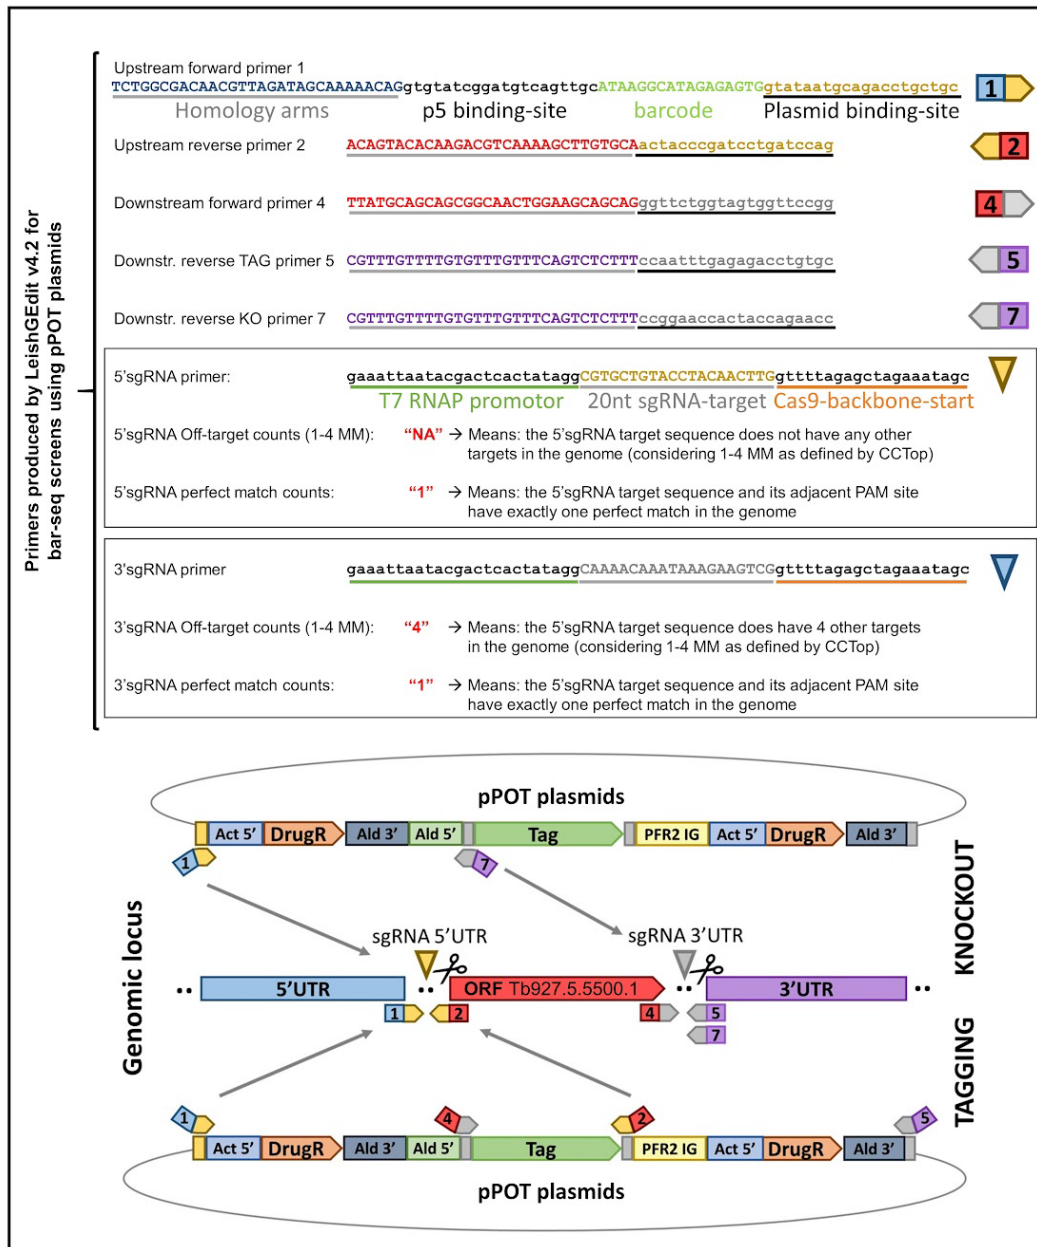 Primers produced by LeishGEdit v4.2 for
bar-seq screens using pPOT plasmids
Upstream forward primer 1
TCTGGCGACAACGTTAGATAGCAAAAACAGgtgtatcggatgtcagttgcATAAGGCATAGAGAGTGgtataatgcagacctgctgc
Homology arms p5 binding-site barcode Plasmid binding-site
1
Upstream reverse primer 2 ACAGTACACAAGACGTCAAAAGCTTGTGCAactacccgatcctgatccag
2
Downstream forward primer 4 TTATGCAGCAGCGGCAACTGGAAGCAGCAGggttctggtagtggttccgg
4
Downstr. reverse TAG primer 5 CGTTTGTTTTGTGTTTGTTTCAGTCTCTTTccaatttgagagacctgtgc
5
Downstr. reverse KO primer 7 CGTTTGTTTTGTGTTTGTTTCAGTCTCTTTccggaaccactaccagaacc
7
5'sgRNA primer: gaaattaatacgactcactataggCGTGCTGTACCTACAACTTGgttttagagctagaaatagc
T7 RNAP promotor 20nt sgRNA-target Cas9-backbone-start
5'sgRNA Off-target counts (1-4 MM): “NA” → Means: the 5'sgRNA target sequence does not have any other
targets in the genome (considering 1-4 MM as defined by CCTop)
5'sgRNA perfect match counts: “1” → Means: the 5'sgRNA target sequence and its adjacent PAM site
have exactly one perfect match in the genome
3'sgRNA primer gaaattaatacgactcactataggCAAAACAAATAAAGAAGTCGgttttagagctagaaatagc
3'sgRNA Off-target counts (1-4 MM): “4” → Means: the 5'sgRNA target sequence does have 4 other targets
in the genome (considering 1-4 MM as defined by CCTop)
3'sgRNA perfect match counts: “1” → Means: the 5'sgRNA target sequence and its adjacent PAM site
have exactly one perfect match in the genome
pPOT plasmids
Act 5' DrugR Ald 3' Ald 5' Tag PFR2 IG Act 5' DrugR Ald 3'
1 7
KNOCKOUT
Genomic locus
sgRNA 5'UTR sgRNA 3'UTR
.. 5'UTR .. ORF Tb927.5.5500.1 .. 3'UTR ..
1 2 4 5
7
TAGGING
1 4 2 5
Act 5' DrugR Ald 3' Ald 5' Tag PFR2 IG Act 5' DrugR Ald 3'
pPOT plasmids